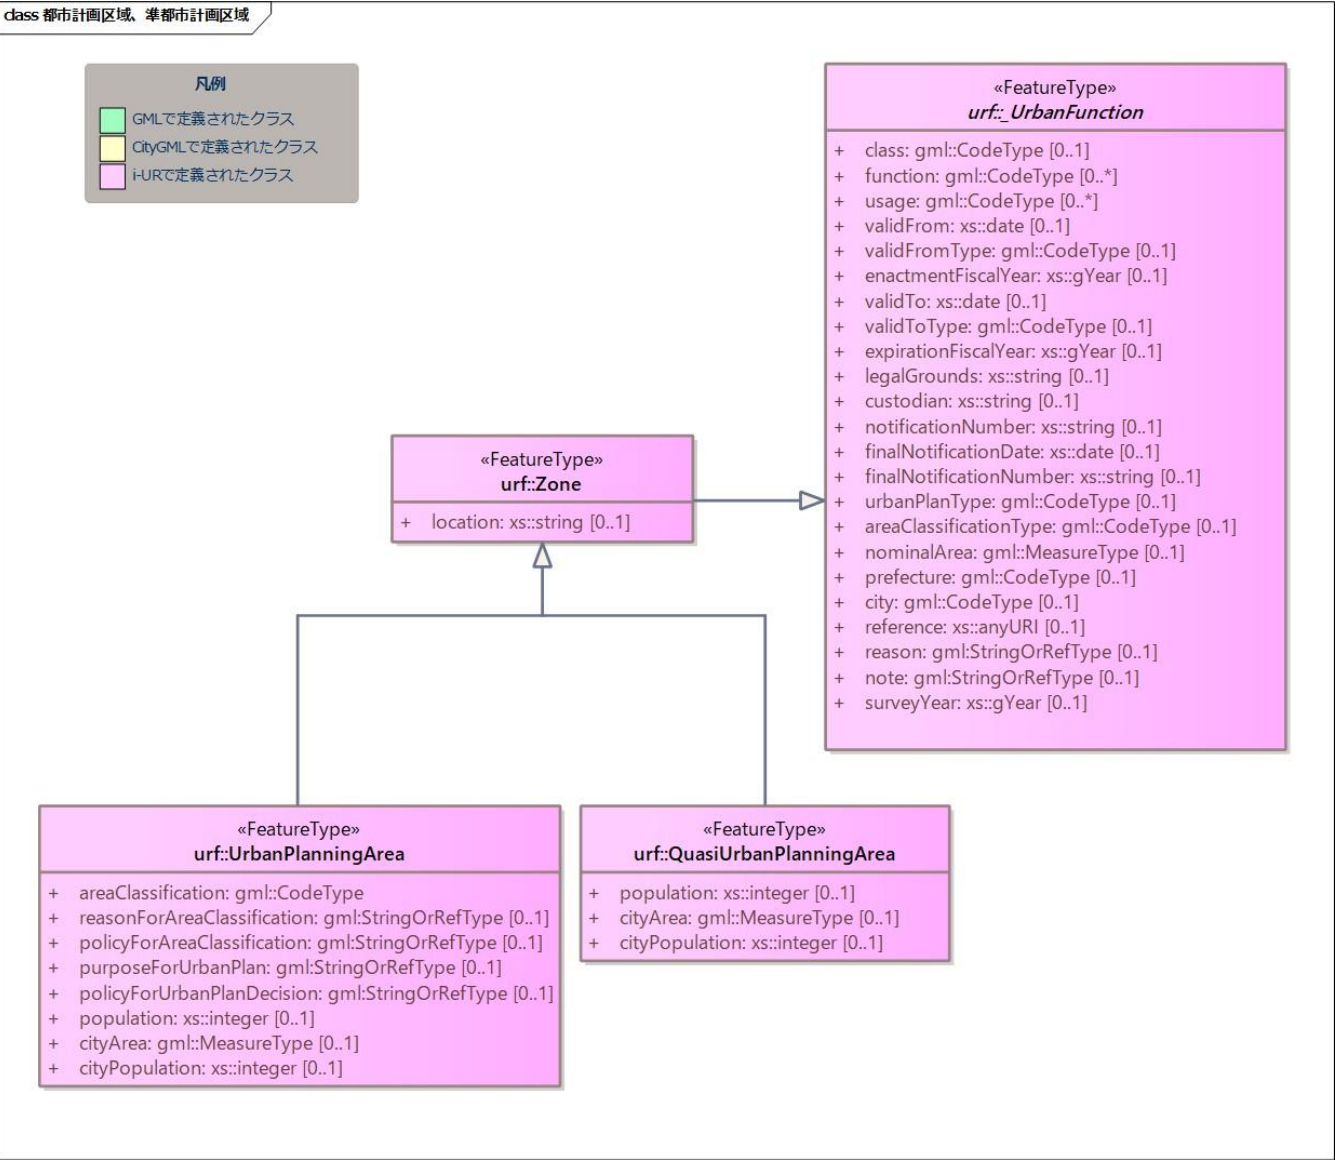 class 都市計画区域、準都市計画区域
凡例
GMLで定義されたクラス
CityGMLで定義されたクラス
i-URで定義されたクラス
«FeatureType»
urf::_UrbanFunction
+ class: gml::CodeType [0..1]
+ function: gml::CodeType [0..*]
+ usage: gml::CodeType [0..*]
+ validFrom: xs::date [0..1]
+ validFromType: gml::CodeType [0..1]
+ enactmentFiscalYear: xs::gYear [0..1]
+ validTo: xs::date [0..1]
+ validToType: gml::CodeType [0..1]
+ expirationFiscalYear: xs::gYear [0..1]
+ legalGrounds: xs::string [0..1]
+ custodian: xs::string [0..1]
+ notificationNumber: xs::string [0..1]
+ finalNotificationDate: xs::date [0..1]
+ finalNotificationNumber: xs::string [0..1]
+ urbanPlanType: gml::CodeType [0..1]
+ areaClassificationType: gml::CodeType [0..1]
+ nominalArea: gml::MeasureType [0..1]
+ prefecture: gml::CodeType [0..1]
+ city: gml::CodeType [0..1]
+ reference: xs::anyURI [0..1]
+ reason: gml:StringOrRefType [0..1]
+ note: gml:StringOrRefType [0..1]
+ surveyYear: xs::gYear [0..1]
«FeatureType»
urf::Zone
+ location: xs::string [0..1]
«FeatureType»
urf::UrbanPlanningArea
+ areaClassification: gml::CodeType
+ reasonForAreaClassification: gml:StringOrRefType [0..1]
+ policyForAreaClassification: gml:StringOrRefType [0..1]
+ purposeForUrbanPlan: gml:StringOrRefType [0..1]
+ policyForUrbanPlanDecision: gml:StringOrRefType [0..1]
+ population: xs::integer [0..1]
+ cityArea: gml::MeasureType [0..1]
+ cityPopulation: xs::integer [0..1]
«FeatureType»
urf::QuasiUrbanPlanningArea
+ population: xs::integer [0..1]
+ cityArea: gml::MeasureType [0..1]
+ cityPopulation: xs::integer [0..1]